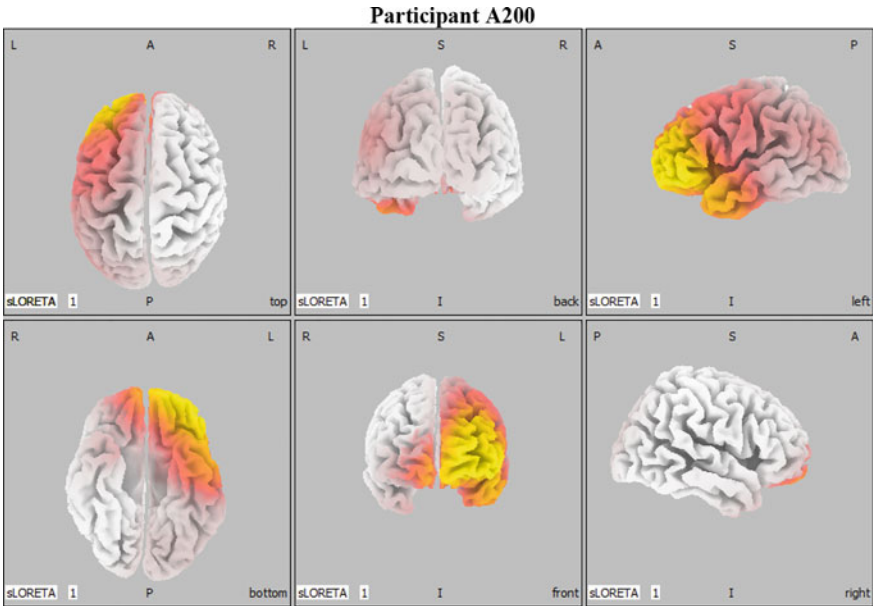 Participant A200
L A R
sLORETA 1 P top
L S R
sLORETA 1 I back
A S P
sLORETA 1 I left
R A L
sLORETA 1 P bottom
R S L
sLORETA 1 I front
P S A
sLORETA 1 I right